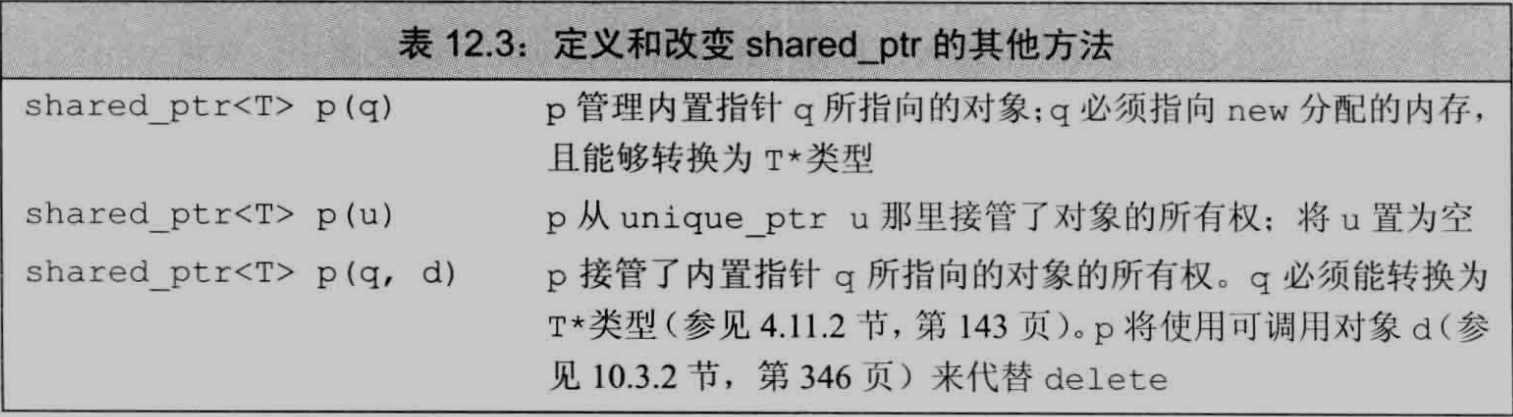 表 12.3：定义和改变 shared_ptr 的其他方法
shared_ptr<T> p(q) p 管理内置指针 q 所指向的对象；q 必须指向 new 分配的内存，
且能够转换为 T*类型
shared_ptr<T> p(u) p 从 unique_ptr u 那里接管了对象的所有权；将 u 置为空
shared_ptr<T> p(q, d) p 接管了内置指针 q 所指向的对象的所有权。q 必须能转换为
T*类型（参见 4.11.2 节，第 143 页）。p 将使用可调用对象 d（参
见 10.3.2 节，第 346 页）来代替 delete